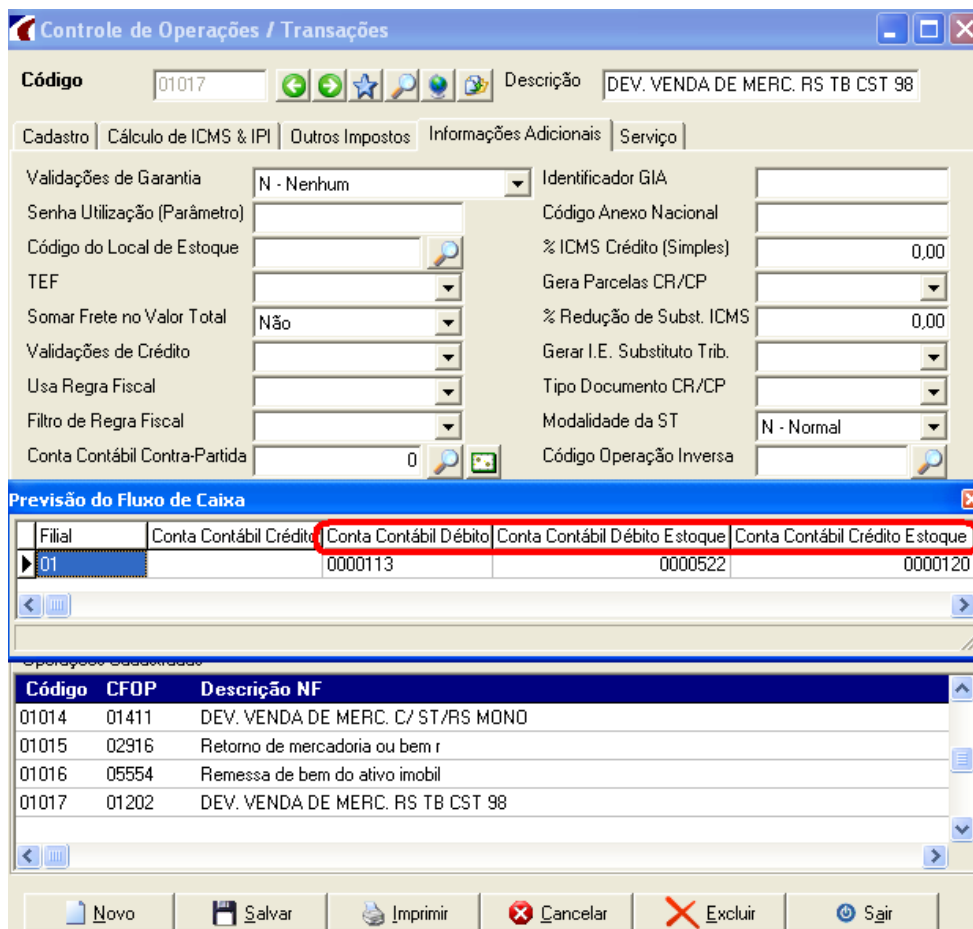 Controle de Operações / Transações
Código 01017 Descrição DEV. VENDA DE MERC. RS TB CST 98
Cadastro Cálculo de ICMS & IPI Outros Impostos Informações Adicionais Serviço
Validações de Garantia N - Nenhum Identificador GIA
Senha Utilização (Parâmetro) Código Anexo Nacional
Código do Local de Estoque % ICMS Crédito (Simples) 0,00
TEF Gera Parcelas CR/CP
Somar Frete no Valor Total Não % Redução de Subst. ICMS 0,00
Validações de Crédito Gerar I.E. Substituto Trib.
Usa Regra Fiscal Tipo Documento CR/CP
Filtro de Regra Fiscal Modalidade da ST N - Normal
Conta Contábil Contra-Partida 0 Código Operação Inversa
Previsão do Fluxo de Caixa
Filial Conta Contábil Crédito Conta Contábil Débito Conta Contábil Débito Estoque Conta Contábil Crédito Estoque
01 0000113 0000522 0000120
Operações Cadastradas
Código CFOP Descrição NF
01014 01411 DEV. VENDA DE MERC. C/ ST/RS MONO
01015 02916 Retorno de mercadoria ou bem r
01016 05554 Remessa de bem do ativo imobil
01017 01202 DEV. VENDA DE MERC. RS TB CST 98
Novo Salvar Imprimir Cancelar Excluir Sair